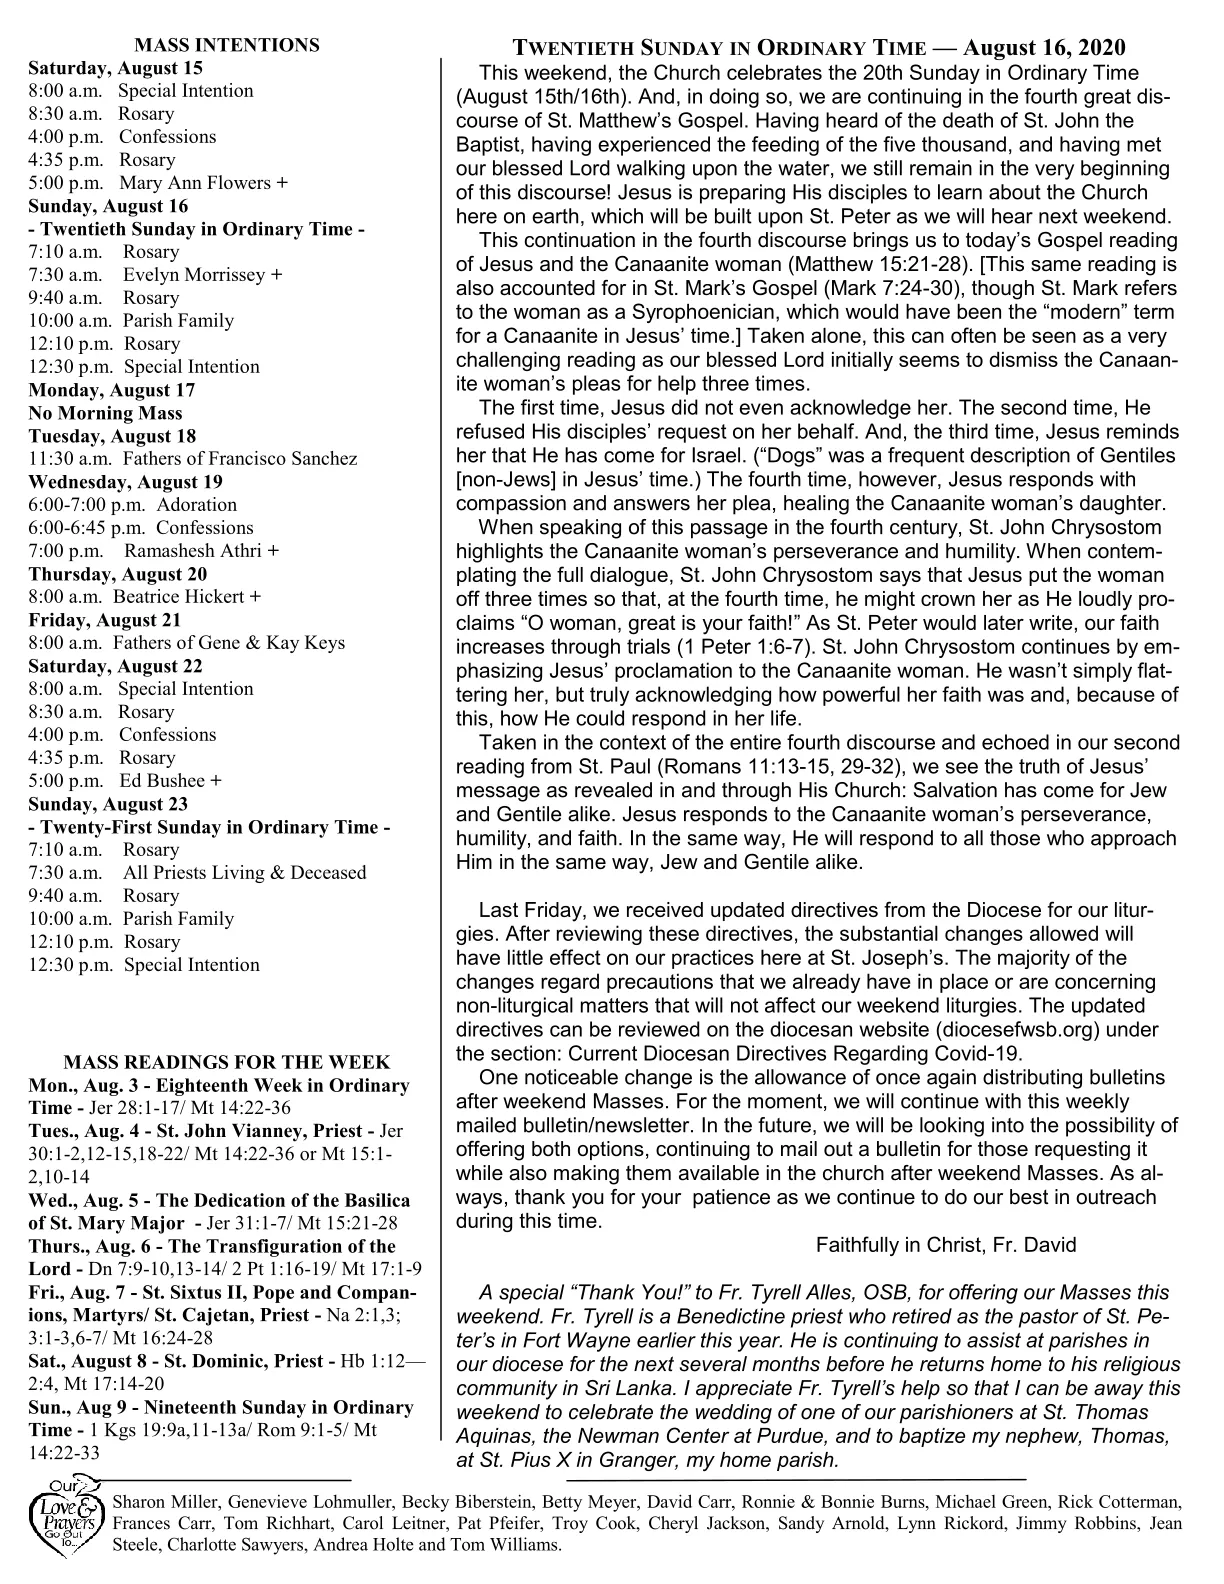 MASS INTENTIONS
Saturday, August 15
8:00 a.m. Special Intention
8:30 a.m. Rosary
4:00 p.m. Confessions
4:35 p.m. Rosary
5:00 p.m. Mary Ann Flowers +
Sunday, August 16
- Twentieth Sunday in Ordinary Time -
7:10 a.m. Rosary
7:30 a.m. Evelyn Morrissey +
9:40 a.m. Rosary
10:00 a.m. Parish Family
12:10 p.m. Rosary
12:30 p.m. Special Intention
Monday, August 17
No Morning Mass
Tuesday, August 18
11:30 a.m. Fathers of Francisco Sanchez
Wednesday, August 19
6:00-7:00 p.m. Adoration
6:00-6:45 p.m. Confessions
7:00 p.m. Ramashesh Athri +
Thursday, August 20
8:00 a.m. Beatrice Hickert +
Friday, August 21
8:00 a.m. Fathers of Gene & Kay Keys
Saturday, August 22
8:00 a.m. Special Intention
8:30 a.m. Rosary
4:00 p.m. Confessions
4:35 p.m. Rosary
5:00 p.m. Ed Bushee +
Sunday, August 23
- Twenty-First Sunday in Ordinary Time -
7:10 a.m. Rosary
7:30 a.m. All Priests Living & Deceased
9:40 a.m. Rosary
10:00 a.m. Parish Family
12:10 p.m. Rosary
12:30 p.m. Special Intention
MASS READINGS FOR THE WEEK
Mon., Aug. 3 - Eighteenth Week in Ordinary
Time - Jer 28:1-17/ Mt 14:22-36
Tues., Aug. 4 - St. John Vianney, Priest - Jer
30:1-2,12-15,18-22/ Mt 14:22-36 or Mt 15:1-
2,10-14
Wed., Aug. 5 - The Dedication of the Basilica
of St. Mary Major - Jer 31:1-7/ Mt 15:21-28
Thurs., Aug. 6 - The Transfiguration of the
Lord - Dn 7:9-10,13-14/ 2 Pt 1:16-19/ Mt 17:1-9
Fri., Aug. 7 - St. Sixtus II, Pope and Compan-
ions, Martyrs/ St. Cajetan, Priest - Na 2:1,3;
3:1-3,6-7/ Mt 16:24-28
Sat., August 8 - St. Dominic, Priest - Hb 1:12—
2:4, Mt 17:14-20
Sun., Aug 9 - Nineteenth Sunday in Ordinary
Time - 1 Kgs 19:9a,11-13a/ Rom 9:1-5/ Mt
14:22-33
TWENTIETH SUNDAY IN ORDINARY TIME — August 16, 2020
This weekend, the Church celebrates the 20th Sunday in Ordinary Time
(August 15th/16th). And, in doing so, we are continuing in the fourth great dis-
course of St. Matthew’s Gospel. Having heard of the death of St. John the
Baptist, having experienced the feeding of the five thousand, and having met
our blessed Lord walking upon the water, we still remain in the very beginning
of this discourse! Jesus is preparing His disciples to learn about the Church
here on earth, which will be built upon St. Peter as we will hear next weekend.
This continuation in the fourth discourse brings us to today’s Gospel reading
of Jesus and the Canaanite woman (Matthew 15:21-28). [This same reading is
also accounted for in St. Mark’s Gospel (Mark 7:24-30), though St. Mark refers
to the woman as a Syrophoenician, which would have been the “modern” term
for a Canaanite in Jesus’ time.] Taken alone, this can often be seen as a very
challenging reading as our blessed Lord initially seems to dismiss the Canaan-
ite woman’s pleas for help three times.
The first time, Jesus did not even acknowledge her. The second time, He
refused His disciples’ request on her behalf. And, the third time, Jesus reminds
her that He has come for Israel. (“Dogs” was a frequent description of Gentiles
[non-Jews] in Jesus’ time.) The fourth time, however, Jesus responds with
compassion and answers her plea, healing the Canaanite woman’s daughter.
When speaking of this passage in the fourth century, St. John Chrysostom
highlights the Canaanite woman’s perseverance and humility. When contem-
plating the full dialogue, St. John Chrysostom says that Jesus put the woman
off three times so that, at the fourth time, he might crown her as He loudly pro-
claims “O woman, great is your faith!” As St. Peter would later write, our faith
increases through trials (1 Peter 1:6-7). St. John Chrysostom continues by em-
phasizing Jesus’ proclamation to the Canaanite woman. He wasn’t simply flat-
tering her, but truly acknowledging how powerful her faith was and, because of
this, how He could respond in her life.
Taken in the context of the entire fourth discourse and echoed in our second
reading from St. Paul (Romans 11:13-15, 29-32), we see the truth of Jesus’
message as revealed in and through His Church: Salvation has come for Jew
and Gentile alike. Jesus responds to the Canaanite woman’s perseverance,
humility, and faith. In the same way, He will respond to all those who approach
Him in the same way, Jew and Gentile alike.
Last Friday, we received updated directives from the Diocese for our litur-
gies. After reviewing these directives, the substantial changes allowed will
have little effect on our practices here at St. Joseph’s. The majority of the
changes regard precautions that we already have in place or are concerning
non-liturgical matters that will not affect our weekend liturgies. The updated
directives can be reviewed on the diocesan website (diocesefwsb.org) under
the section: Current Diocesan Directives Regarding Covid-19.
One noticeable change is the allowance of once again distributing bulletins
after weekend Masses. For the moment, we will continue with this weekly
mailed bulletin/newsletter. In the future, we will be looking into the possibility of
offering both options, continuing to mail out a bulletin for those requesting it
while also making them available in the church after weekend Masses. As al-
ways, thank you for your patience as we continue to do our best in outreach
during this time.
Faithfully in Christ, Fr. David
A special “Thank You!” to Fr. Tyrell Alles, OSB, for offering our Masses this
weekend. Fr. Tyrell is a Benedictine priest who retired as the pastor of St. Pe-
ter’s in Fort Wayne earlier this year. He is continuing to assist at parishes in
our diocese for the next several months before he returns home to his religious
community in Sri Lanka. I appreciate Fr. Tyrell’s help so that I can be away this
weekend to celebrate the wedding of one of our parishioners at St. Thomas
Aquinas, the Newman Center at Purdue, and to baptize my nephew, Thomas,
at St. Pius X in Granger, my home parish.
Our
Love &
Prayers
Go Out
To...
Sharon Miller, Genevieve Lohmuller, Becky Biberstein, Betty Meyer, David Carr, Ronnie & Bonnie Burns, Michael Green, Rick Cotterman,
Frances Carr, Tom Richhart, Carol Leitner, Pat Pfeifer, Troy Cook, Cheryl Jackson, Sandy Arnold, Lynn Rickord, Jimmy Robbins, Jean
Steele, Charlotte Sawyers, Andrea Holte and Tom Williams.